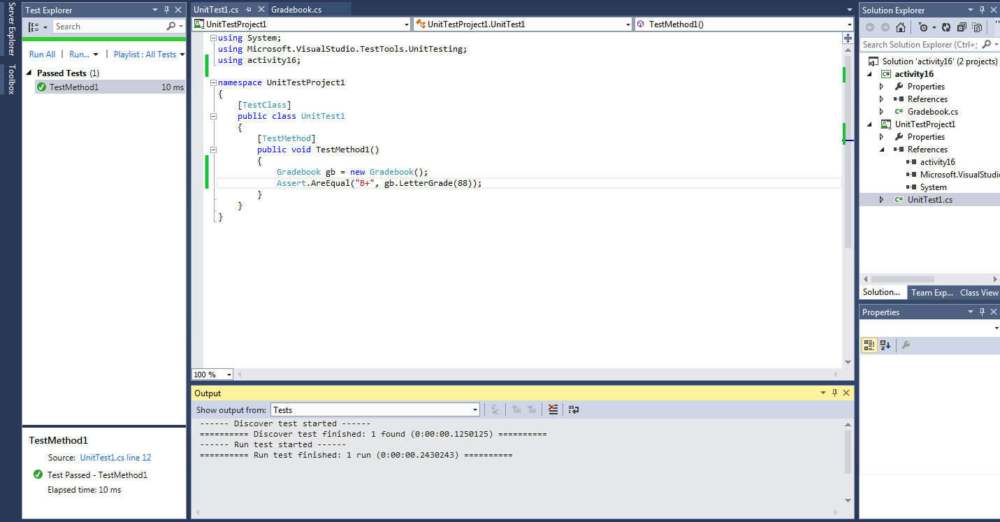 Server Explorer
Toolbox
Test Explorer
Search
Run All | Run... | Playlist : All Tests
Passed Tests (1)
TestMethod1 10 ms
TestMethod1
Source: UnitTest1.cs line 12
Test Passed - TestMethod1
Elapsed time: 10 ms
UnitTest1.cs Gradebook.cs
UnitTestProject1 UnitTestProject1.UnitTest1 TestMethod1()
using System;
using Microsoft.VisualStudio.TestTools.UnitTesting;
using activity16;
namespace UnitTestProject1
{
[TestClass]
public class UnitTest1
{
[TestMethod]
public void TestMethod1()
{
Gradebook gb = new Gradebook();
Assert.AreEqual("B+", gb.LetterGrade(88));
}
}
}
100 %
Output
Show output from: Tests
------ Discover test started ------
========== Discover test finished: 1 found (0:00:00.1250125) ==========
------ Run test started ------
========== Run test finished: 1 run (0:00:00.2430243) ==========
Solution Explorer
Search Solution Explorer (Ctrl+;
Solution 'activity16' (2 projects)
C# activity16
Properties
References
C# Gradebook.cs
UnitTestProject1
Properties
References
activity16
Microsoft.VisualStudi
System
C# UnitTest1.cs
Solution... Team Exp... Class View
Properties